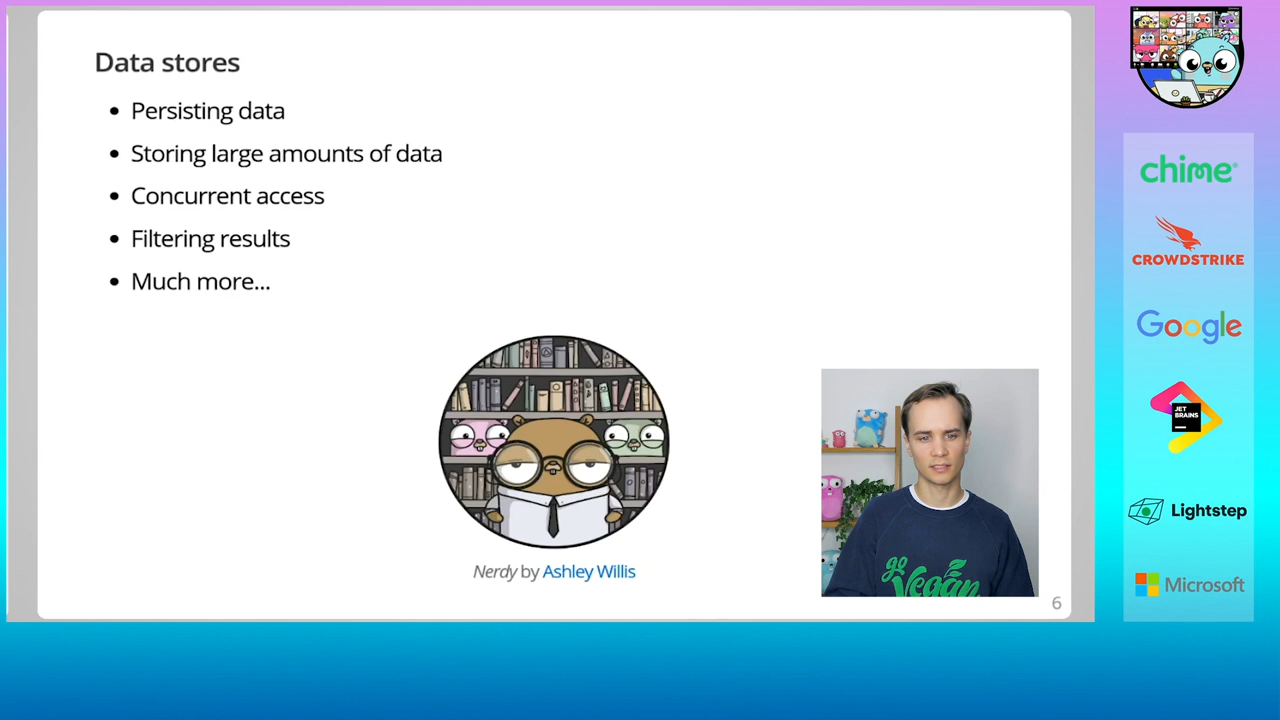 Data stores
Persisting data
Storing large amounts of data
Concurrent access
Filtering results
Much more...
Nerdy by Ashley Willis
6
go
Vegan
chime
CROWDSTRIKE
Google
JET
BRAINS
Lightstep
Microsoft